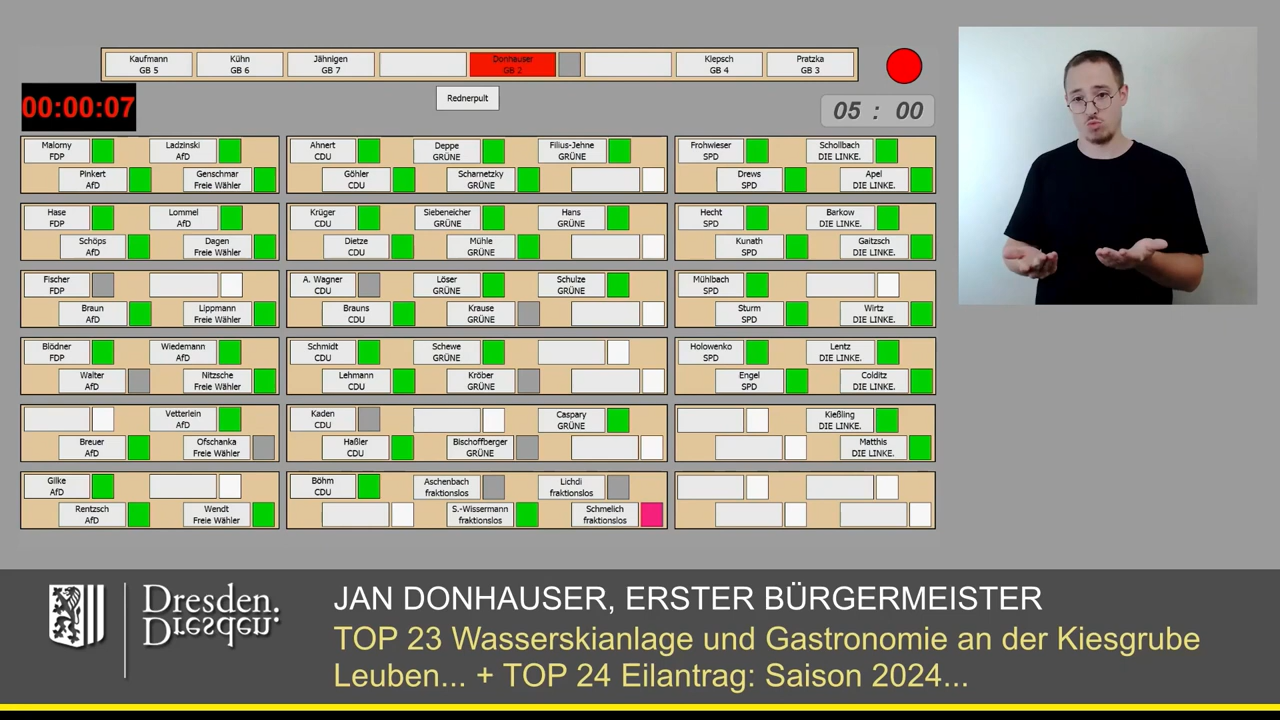 Kaufmann
GB 5
Kühn
GB 6
Jähnigen
GB 7
Donhauser
GB 2
Klepsch
GB 4
Pratzka
GB 3
00:00:07
Rednerpult
05 : 00
Malorny
FDP
Ladzinski
AfD
Pinkert
AfD
Genschmar
Freie Wähler
Ahnert
CDU
Deppe
GRÜNE
Filius-Jehne
GRÜNE
Göhler
CDU
Scharnetzky
GRÜNE
Frohwieser
SPD
Schollbach
DIE LINKE.
Drews
SPD
Apel
DIE LINKE.
Hase
FDP
Lommel
AfD
Schöps
AfD
Dagen
Freie Wähler
Krüger
CDU
Siebeneicher
GRÜNE
Hans
GRÜNE
Dietze
CDU
Mühle
GRÜNE
Hecht
SPD
Barkow
DIE LINKE.
Kunath
SPD
Gaitzsch
DIE LINKE.
Fischer
FDP
Braun
AfD
Lippmann
Freie Wähler
A. Wagner
CDU
Löser
GRÜNE
Schulze
GRÜNE
Brauns
CDU
Krause
GRÜNE
Mühlbach
SPD
Sturm
SPD
Wirtz
DIE LINKE.
Blödner
FDP
Wiedemann
AfD
Walter
AfD
Nitzsche
Freie Wähler
Schmidt
CDU
Schewe
GRÜNE
Lehmann
CDU
Kröber
GRÜNE
Holowenko
SPD
Lentz
DIE LINKE.
Engel
SPD
Colditz
DIE LINKE.
Vetterlein
AfD
Breuer
AfD
Ofschanka
Freie Wähler
Kaden
CDU
Caspary
GRÜNE
Haßler
CDU
Bischoffberger
GRÜNE
Kießling
DIE LINKE.
Matthis
DIE LINKE.
Gilke
AfD
Rentzsch
AfD
Wendt
Freie Wähler
Böhm
CDU
Aschenbach
fraktionslos
Lichdi
fraktionslos
S.-Wissermann
fraktionslos
Schmelich
fraktionslos
Dresden.
Dresden.
JAN DONHAUSER, ERSTER BÜRGERMEISTER
TOP 23 Wasserskianlage und Gastronomie an der Kiesgrube
Leuben... + TOP 24 Eilantrag: Saison 2024...